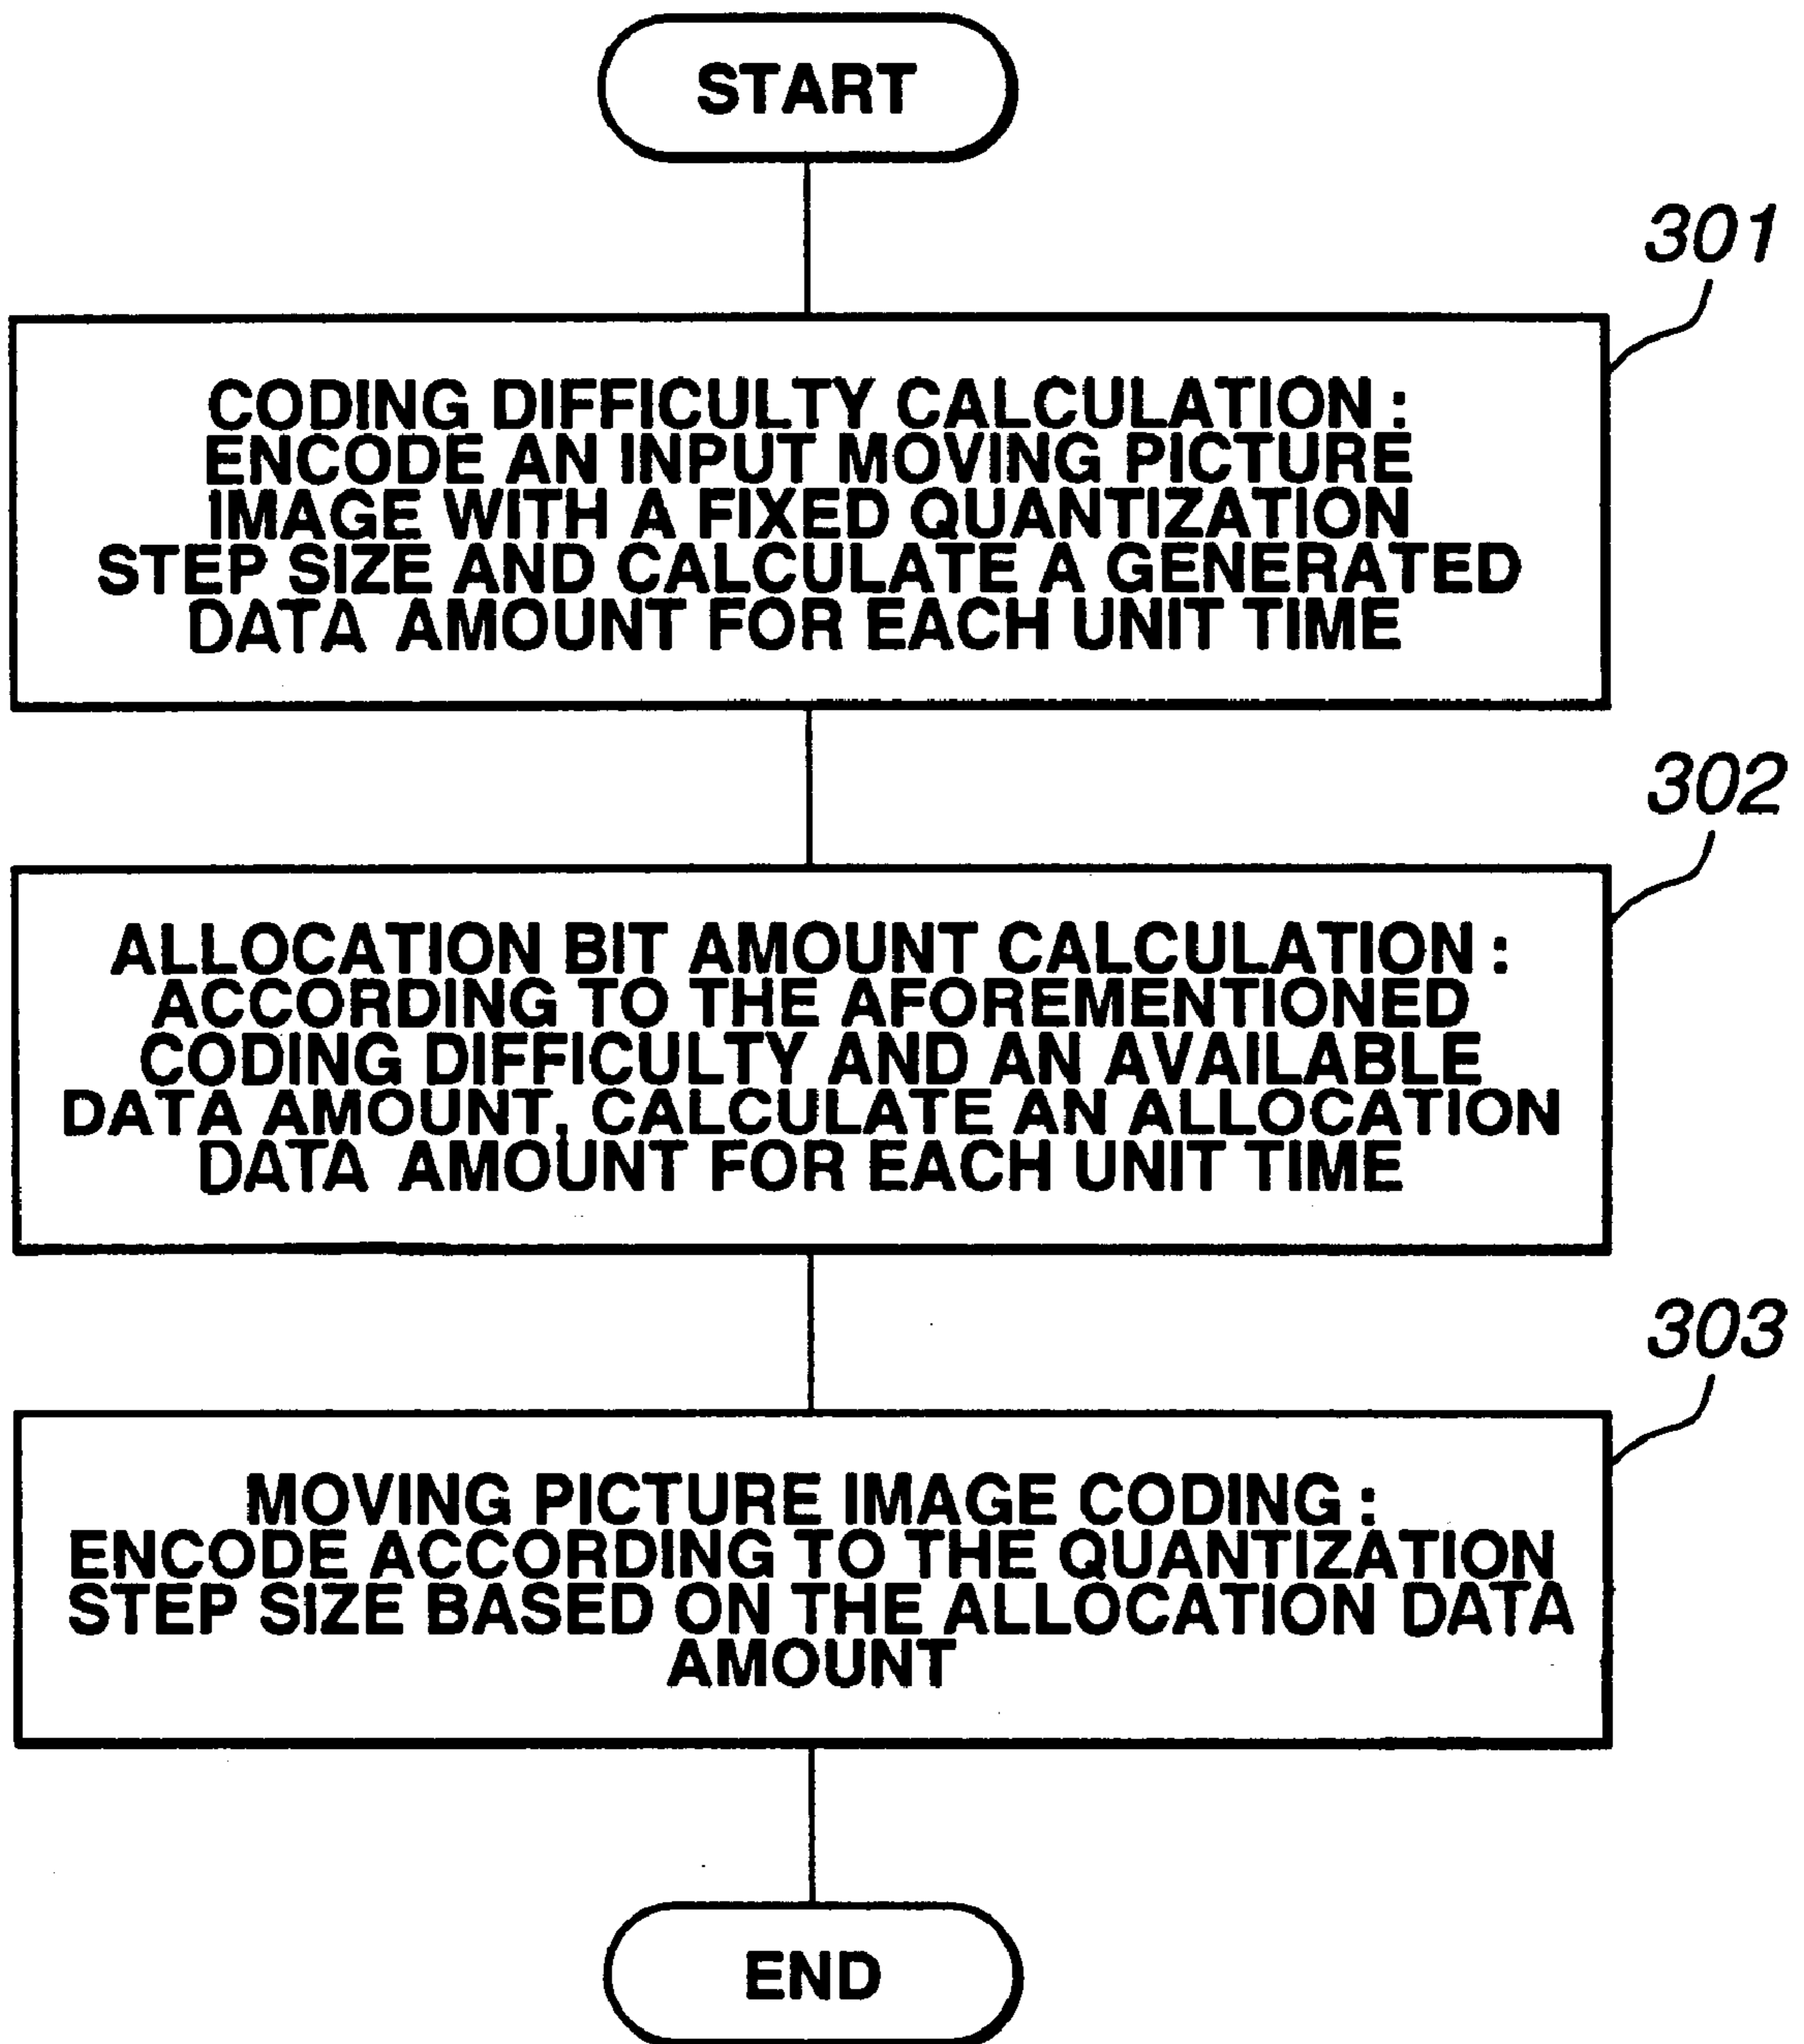 START
301
CODING DIFFICULTY CALCULATION :
ENCODE AN INPUT MOVING PICTURE
IMAGE WITH A FIXED QUANTIZATION
STEP SIZE AND CALCULATE A GENERATED
DATA AMOUNT FOR EACH UNIT TIME
302
ALLOCATION BIT AMOUNT CALCULATION :
ACCORDING TO THE AFOREMENTIONED
CODING DIFFICULTY AND AN AVAILABLE
DATA AMOUNT, CALCULATE AN ALLOCATION
DATA AMOUNT FOR EACH UNIT TIME
303
MOVING PICTURE IMAGE CODING :
ENCODE ACCORDING TO THE QUANTIZATION
STEP SIZE BASED ON THE ALLOCATION DATA
AMOUNT
END